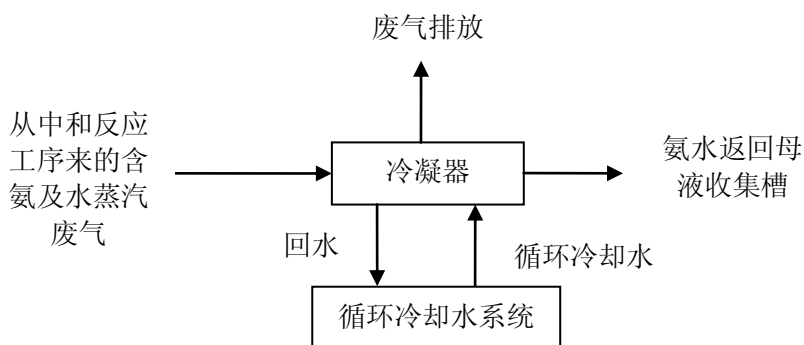 废气排放
从中和反应
工序来的含
氨及水蒸汽
废气
冷凝器
氨水返回母
液收集槽
回水
循环冷却水
循环冷却水系统